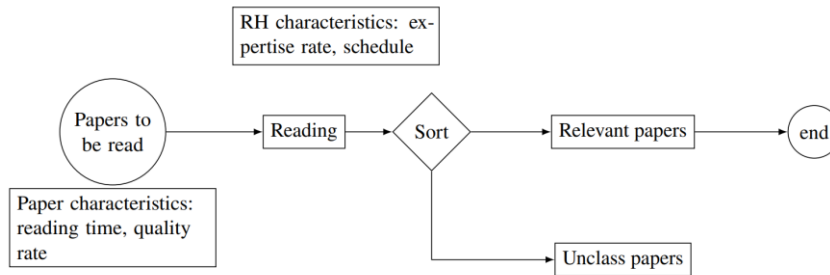 RH characteristics: ex-
pertise rate, schedule
Papers to
be read
Reading
Sort
Relevant papers
end
Paper characteristics:
reading time, quality
rate
Unclass papers